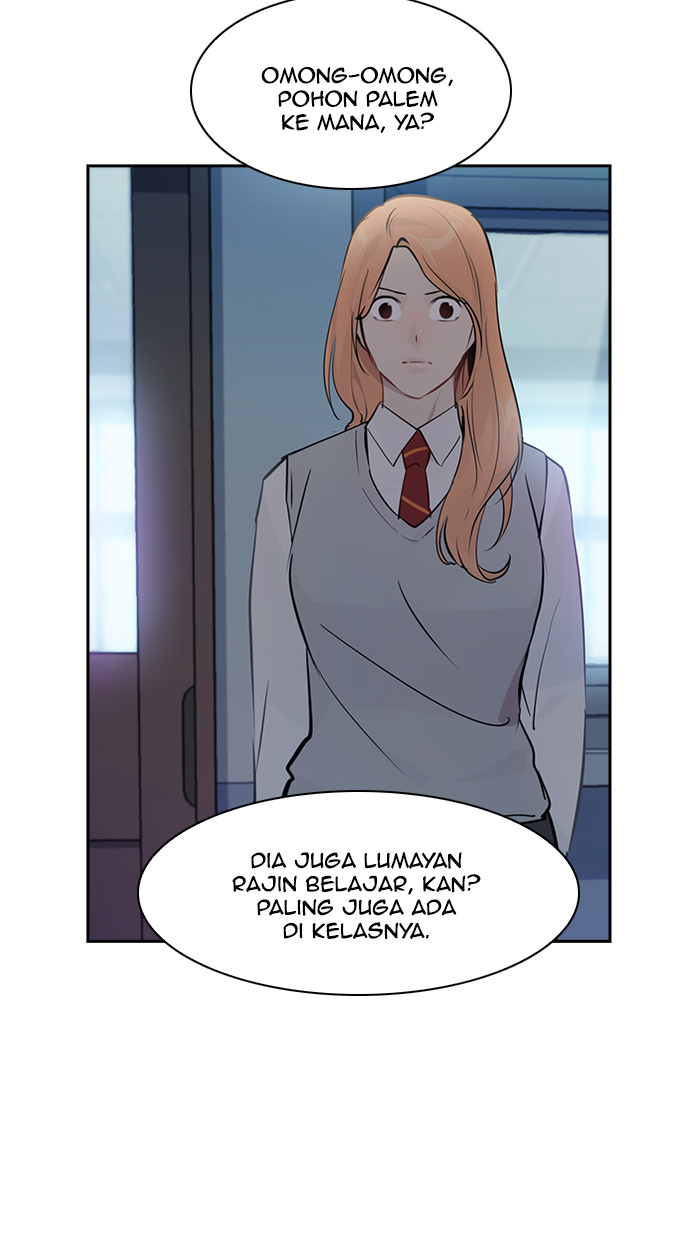 OMONG-OMONG,
POHON PALEM
KE MANA, YA?
DIA JUGA LUMAYAN
RAJIN BELAJAR, KAN?
PALING JUGA ADA
DI KELASNYA.